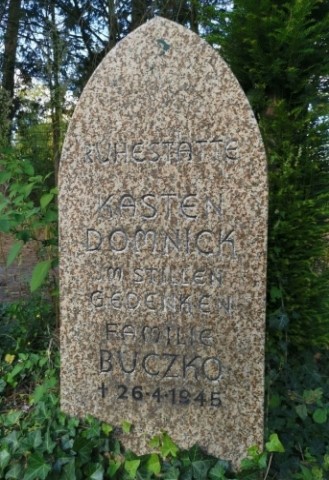 RUHESTÄTTE
KASTEN
DOMNICK
IM STILLEN
GEDENKEN
FAMILIE
BUCZKO
† 26·4·1945